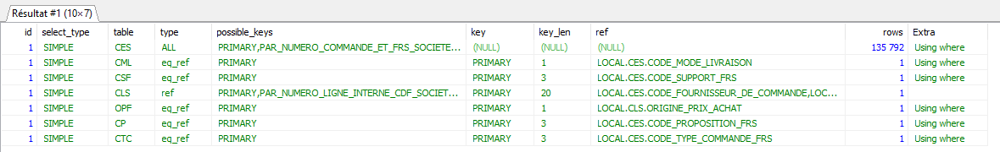 Résultat #1 (10×7)
id select_type table type possible_keys key key_len ref rows Extra
1 SIMPLE CES ALL PRIMARY,PAR_NUMERO_COMMANDE_ET_FRS_SOCIETE... (NULL) (NULL) (NULL) 135 792 Using where
1 SIMPLE CML eq_ref PRIMARY PRIMARY 1 LOCAL.CES.CODE_MODE_LIVRAISON 1 Using where
1 SIMPLE CSF eq_ref PRIMARY PRIMARY 3 LOCAL.CES.CODE_SUPPORT_FRS 1 Using where
1 SIMPLE CLS ref PRIMARY,PAR_NUMERO_LIGNE_INTERNE_CDF_SOCIET... PRIMARY 20 LOCAL.CES.CODE_FOURNISSEUR_DE_COMMANDE,LOC... 1
1 SIMPLE OPF eq_ref PRIMARY PRIMARY 1 LOCAL.CLS.ORIGINE_PRIX_ACHAT 1 Using where
1 SIMPLE CP eq_ref PRIMARY PRIMARY 3 LOCAL.CES.CODE_PROPOSITION_FRS 1 Using where
1 SIMPLE CTC eq_ref PRIMARY PRIMARY 3 LOCAL.CES.CODE_TYPE_COMMANDE_FRS 1 Using where